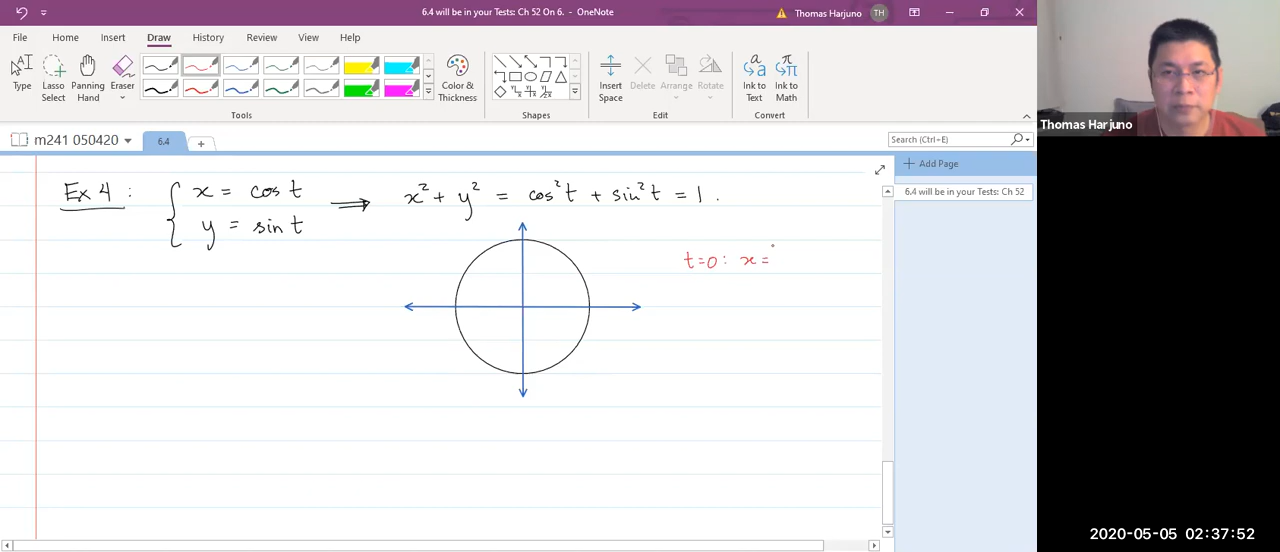 6.4 will be in your Tests: Ch 52 On 6. - OneNote
Thomas Harjuno
TH
File
Home
Insert
Draw
History
Review
View
Help
Type
Lasso Select
Panning Hand
Eraser
Color & Thickness
Insert Space
Delete
Arrange
Rotate
Ink to Text
Ink to Math
Tools
Shapes
Edit
Convert
Thomas Harjuno
m241 050420
6.4
Search (Ctrl+E)
Add Page
6.4 will be in your Tests: Ch 52
Ex 4 : { x = cos t ⟹ x² + y² = cos² t + sin² t = 1 .
y = sin t
t=0: x=
2020-05-05 02:37:52